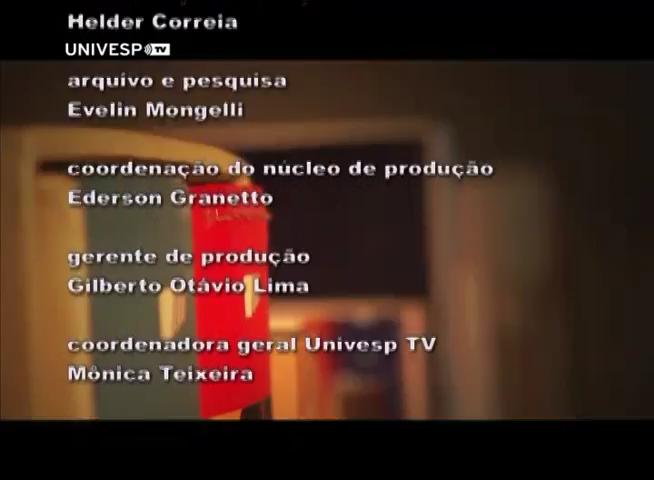 Helder Correia
UNIVESP TV
arquivo e pesquisa
Evelin Mongelli
coordenação do núcleo de produção
Ederson Granetto
gerente de produção
Gilberto Otávio Lima
coordenadora geral Univesp TV
Mônica Teixeira